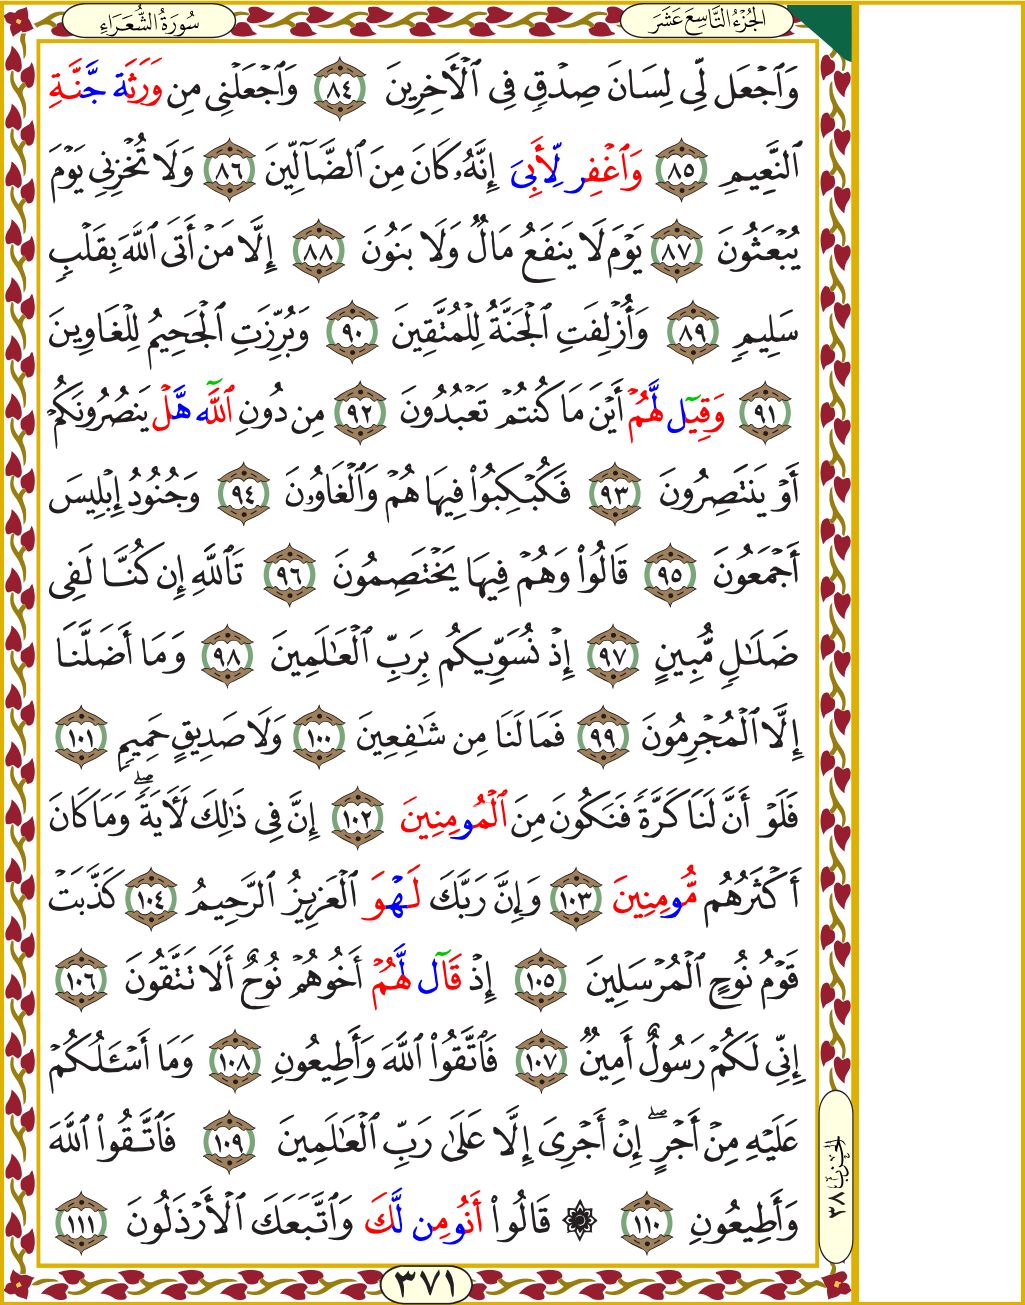 الجُزْءُ التَّاسِعَ عَشَرَ
سُورَةُ الشُّعَرَاءِ
وَٱجۡعَل لِّي لِسَانَ صِدۡقٖ فِي ٱلۡأٓخِرِينَ ٨٤ وَٱجۡعَلۡنِي مِن وَرَثَة جَّنَّةِ
ٱلنَّعِيمِ ٨٥ وَٱغۡفِر لِّأَبِيَ إِنَّهُۥ كَانَ مِنَ ٱلضَّآلِّينَ ٨٦ وَلَا تُخۡزِنِي يَوۡمَ
يُبۡعَثُونَ ٨٧ يَوۡمَ لَا يَنفَعُ مَالٞ وَلَا بَنُونَ ٨٨ إِلَّا مَنۡ أَتَى ٱللَّهَ بِقَلۡبٖ
سَلِيمٖ ٨٩ وَأُزۡلِفَتِ ٱلۡجَنَّةُ لِلۡمُتَّقِينَ ٩٠ وَبُرِّزَتِ ٱلۡجَحِيمُ لِلۡغَاوِينَ
٩١ وَقِيٓل لَّهُمۡ أَيۡنَ مَا كُنتُمۡ تَعۡبُدُونَ ٩٢ مِن دُونِ ٱللَّٓه هَّلۡ يَنصُرُونَكُمۡ
أَوۡ يَنتَصِرُونَ ٩٣ فَكُبۡكِبُواْ فِيهَا هُمۡ وَٱلۡغَاوُۥنَ ٩٤ وَجُنُودُ إِبۡلِيسَ
أَجۡمَعُونَ ٩٥ قَالُواْ وَهُمۡ فِيهَا يَخۡتَصِمُونَ ٩٦ تَٱللَّهِ إِن كُنَّا لَفِي
ضَلَٰلٖ مُّبِينٍ ٩٧ إِذۡ نُسَوِّيكُم بِرَبِّ ٱلۡعَٰلَمِينَ ٩٨ وَمَا أَضَلَّنَا
إِلَّا ٱلۡمُجۡرِمُونَ ٩٩ فَمَا لَنَا مِن شَٰفِعِينَ ١٠٠ وَلَا صَدِيقٍ حَمِيمٖ ١٠١
فَلَوۡ أَنَّ لَنَا كَرَّةٗ فَنَكُونَ مِنَ ٱلۡمُومِنِينَ ١٠٢ إِنَّ فِي ذَٰلِكَ لَأٓيَةٗۖ وَمَا كَانَ
أَكۡثَرُهُم مُّومِنِينَ ١٠٣ وَإِنَّ رَبَّكَ لَهۡوَ ٱلۡعَزِيزُ ٱلرَّحِيمُ ١٠٤ كَذَّبَتۡ
قَوۡمُ نُوحٍ ٱلۡمُرۡسَلِينَ ١٠٥ إِذۡ قَآل لَّهُمۡ أَخُوهُمۡ نُوحٌ أَلَا تَتَّقُونَ ١٠٦
إِنِّي لَكُمۡ رَسُولٌ أَمِينٞ ١٠٧ فَٱتَّقُواْ ٱللَّهَ وَأَطِيعُونِ ١٠٨ وَمَا أَسۡـَٔلُكُمۡ
عَلَيۡهِ مِنۡ أَجۡرٍۖ إِنۡ أَجۡرِيَ إِلَّا عَلَىٰ رَبِّ ٱلۡعَٰلَمِينَ ١٠٩ فَٱتَّقُواْ ٱللَّهَ
وَأَطِيعُونِ ١١٠ ۞ قَالُواْ أَنُومِن لَّكَ وَٱتَّبَعَكَ ٱلۡأَرۡذَلُونَ ١١١
الحِزْبُ ٣٨
٣٧١